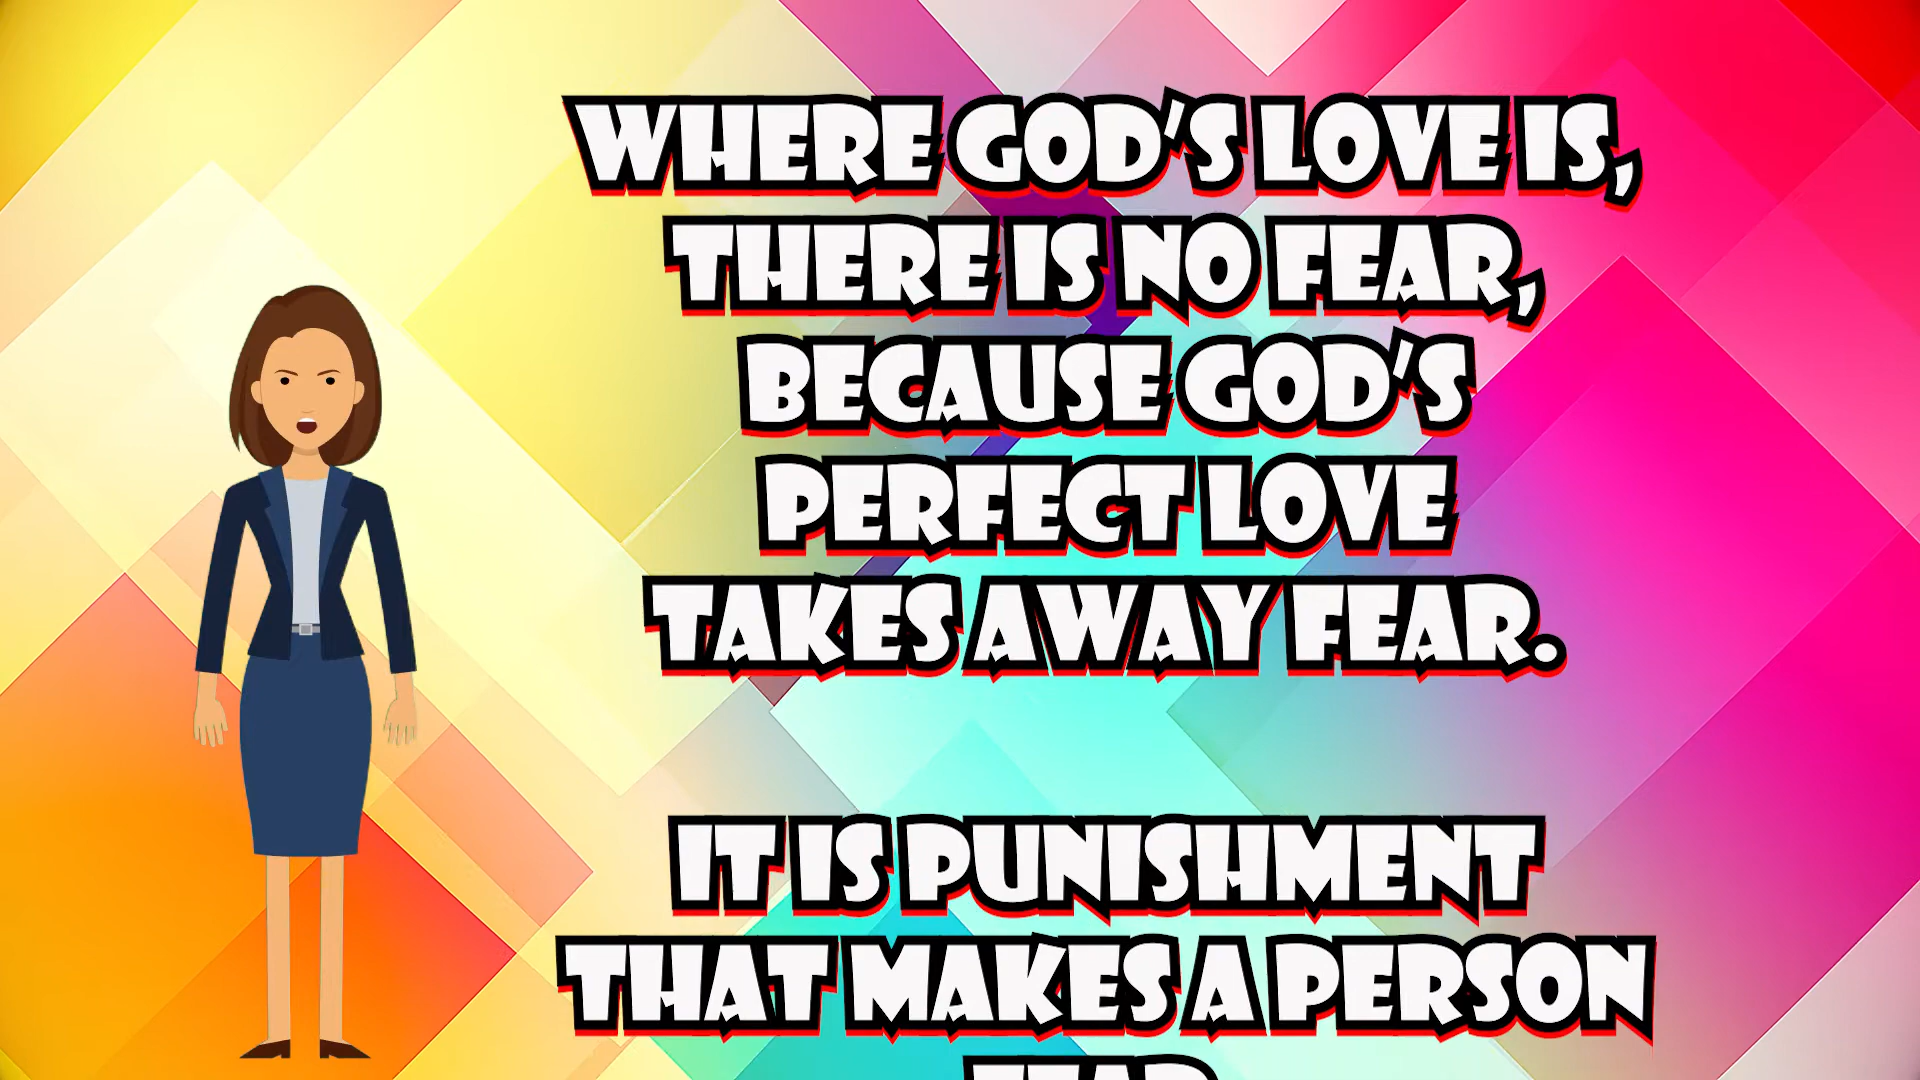 WHERE GOD'S LOVE IS,
THERE IS NO FEAR,
BECAUSE GOD'S
PERFECT LOVE
TAKES AWAY FEAR.
IT IS PUNISHMENT
THAT MAKES A PERSON
FEAR